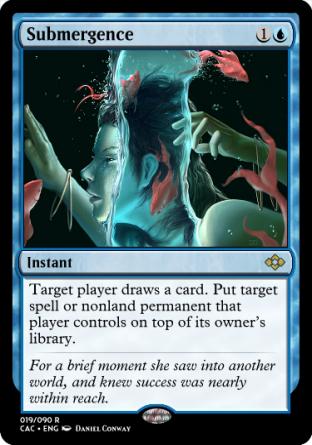 Submergence 1
Instant
Target player draws a card. Put target
spell or nonland permanent that
player controls on top of its owner's
library.
For a brief moment she saw into another
world, and knew success was nearly
within reach.
019/090 R
CAC • ENG DANIEL CONWAY